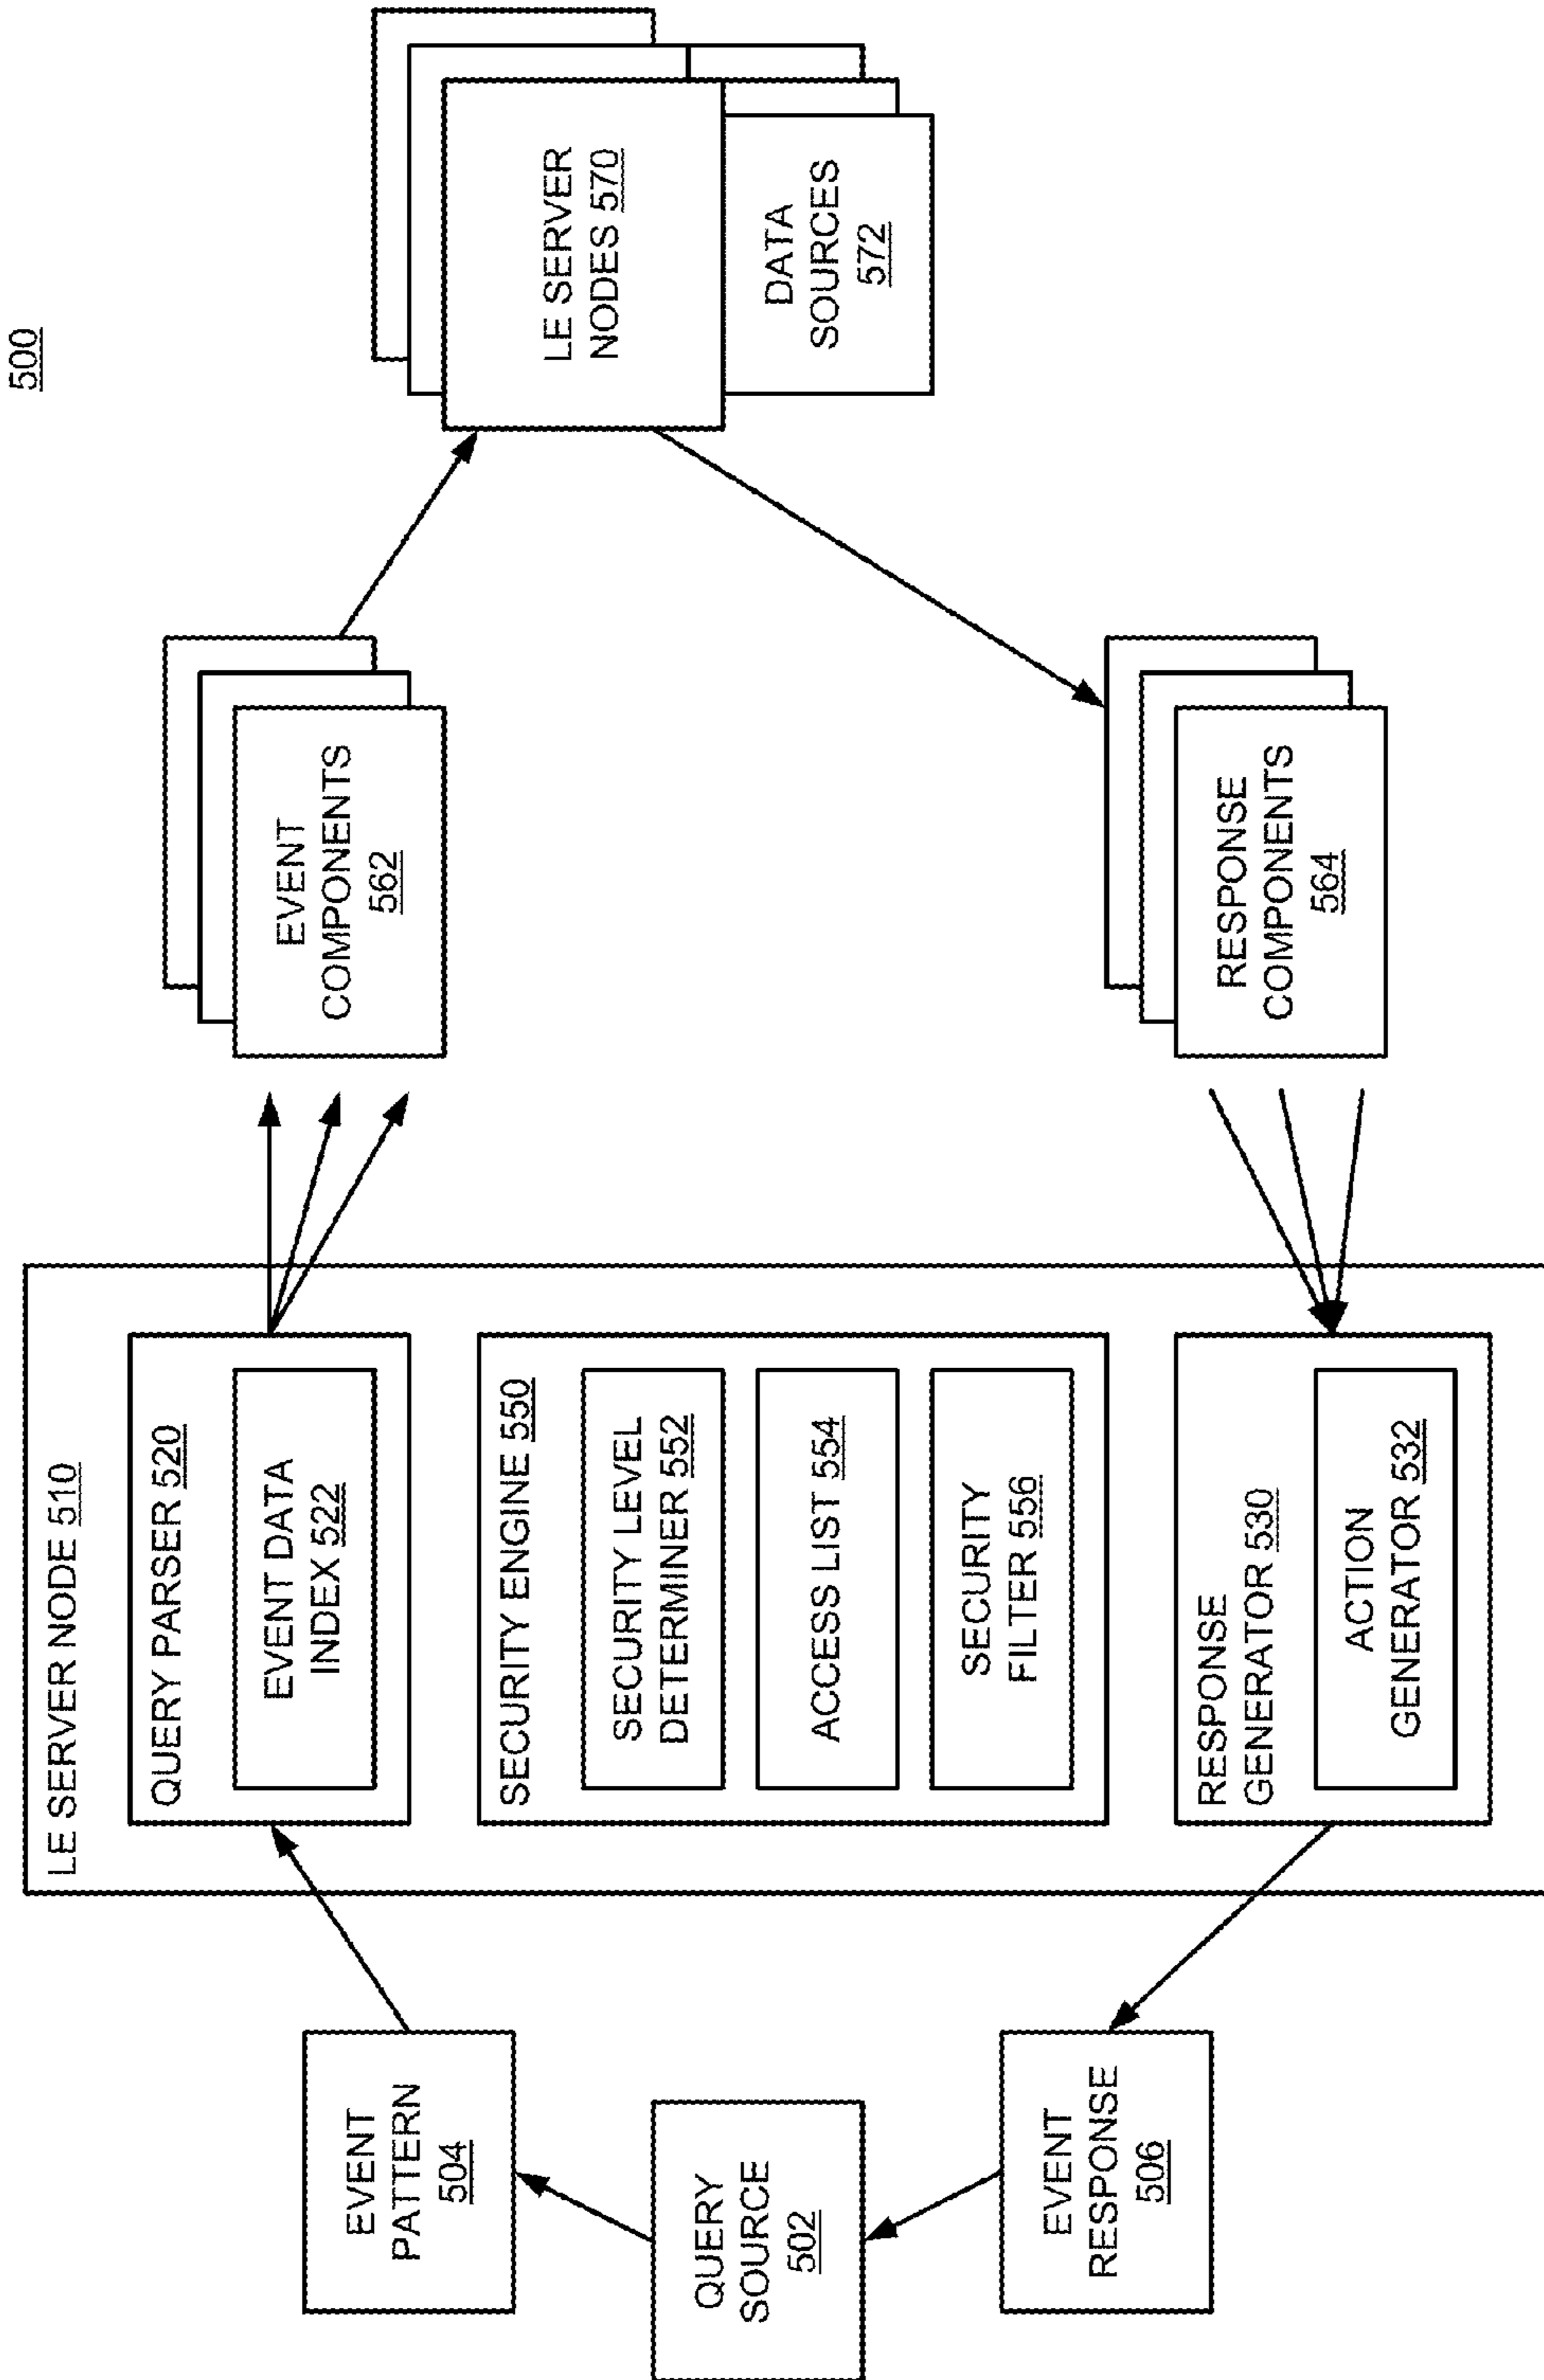 500
LE SERVER NODE 510
QUERY PARSER 520
EVENT DATA
INDEX 522
SECURITY ENGINE 550
SECURITY LEVEL
DETERMINER 552
ACCESS LIST 554
SECURITY
FILTER 556
RESPONSE
GENERATOR 530
ACTION
GENERATOR 532
EVENT
PATTERN
504
QUERY
SOURCE
502
EVENT
RESPONSE
506
EVENT
COMPONENTS
562
RESPONSE
COMPONENTS
564
LE SERVER
NODES 570
DATA
SOURCES
572